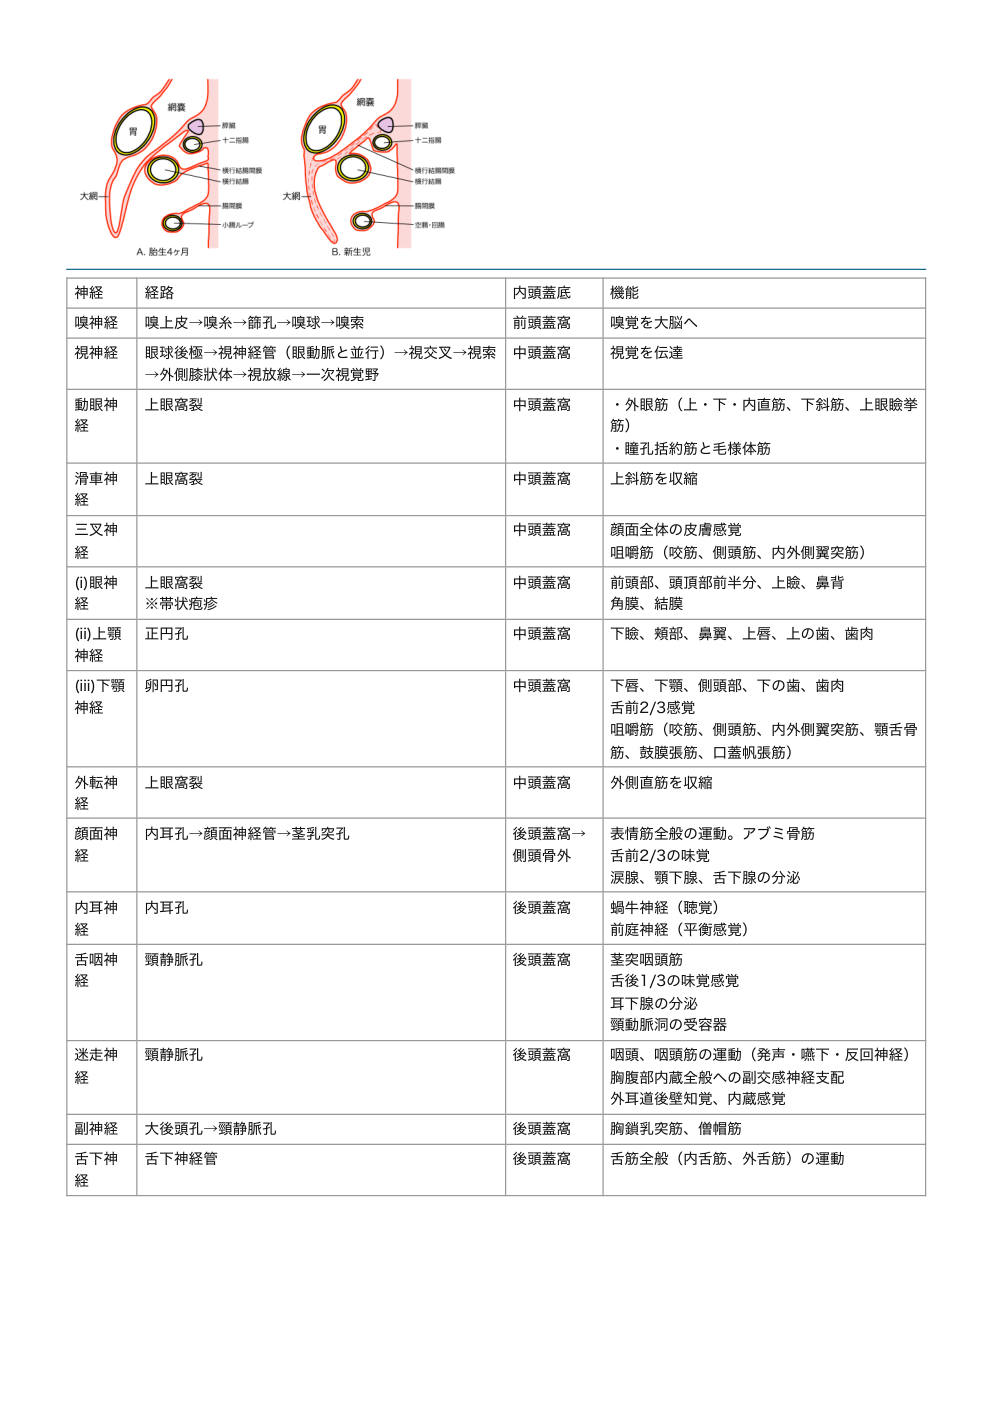 網嚢
胃
膵臓
十二指腸
横行結腸間膜
横行結腸
大網
腸間膜
小腸ループ
A. 胎生4ヶ月
網嚢
胃
膵臓
十二指腸
横行結腸間膜
横行結腸
大網
腸間膜
空腸・回腸
B. 新生児
神経 経路 内頭蓋底 機能
嗅神経 嗅上皮→嗅糸→篩孔→嗅球→嗅索 前頭蓋窩 嗅覚を大脳へ
視神経 眼球後極→視神経管（眼動脈と並行）→視交叉→視索 中頭蓋窩 視覚を伝達
→外側膝状体→視放線→一次視覚野
動眼神 上眼窩裂 中頭蓋窩 ・外眼筋（上・下・内直筋、下斜筋、上眼瞼挙
経 筋）
・瞳孔括約筋と毛様体筋
滑車神 上眼窩裂 中頭蓋窩 上斜筋を収縮
経
三叉神 中頭蓋窩 顔面全体の皮膚感覚
経 咀嚼筋（咬筋、側頭筋、内外側翼突筋）
(i)眼神 上眼窩裂 中頭蓋窩 前頭部、頭頂部前半分、上瞼、鼻背
経 ※帯状疱疹 角膜、結膜
(ii)上顎 正円孔 中頭蓋窩 下瞼、頬部、鼻翼、上唇、上の歯、歯肉
神経
(iii)下顎 卵円孔 中頭蓋窩 下唇、下顎、側頭部、下の歯、歯肉
神経 舌前2/3感覚
咀嚼筋（咬筋、側頭筋、内外側翼突筋、顎舌骨
筋、鼓膜張筋、口蓋帆張筋）
外転神 上眼窩裂 中頭蓋窩 外側直筋を収縮
経
顔面神 内耳孔→顔面神経管→茎乳突孔 後頭蓋窩→ 表情筋全般の運動。アブミ骨筋
経 側頭骨外 舌前2/3の味覚
涙腺、顎下腺、舌下腺の分泌
内耳神 内耳孔 後頭蓋窩 蝸牛神経（聴覚）
経 前庭神経（平衡感覚）
舌咽神 頸静脈孔 後頭蓋窩 茎突咽頭筋
経 舌後1/3の味覚感覚
耳下腺の分泌
頸動脈洞の受容器
迷走神 頸静脈孔 後頭蓋窩 咽頭、咽頭筋の運動（発声・嚥下・反回神経）
経 胸腹部内蔵全般への副交感神経支配
外耳道後壁知覚、内蔵感覚
副神経 大後頭孔→頸静脈孔 後頭蓋窩 胸鎖乳突筋、僧帽筋
舌下神 舌下神経管 後頭蓋窩 舌筋全般（内舌筋、外舌筋）の運動
経